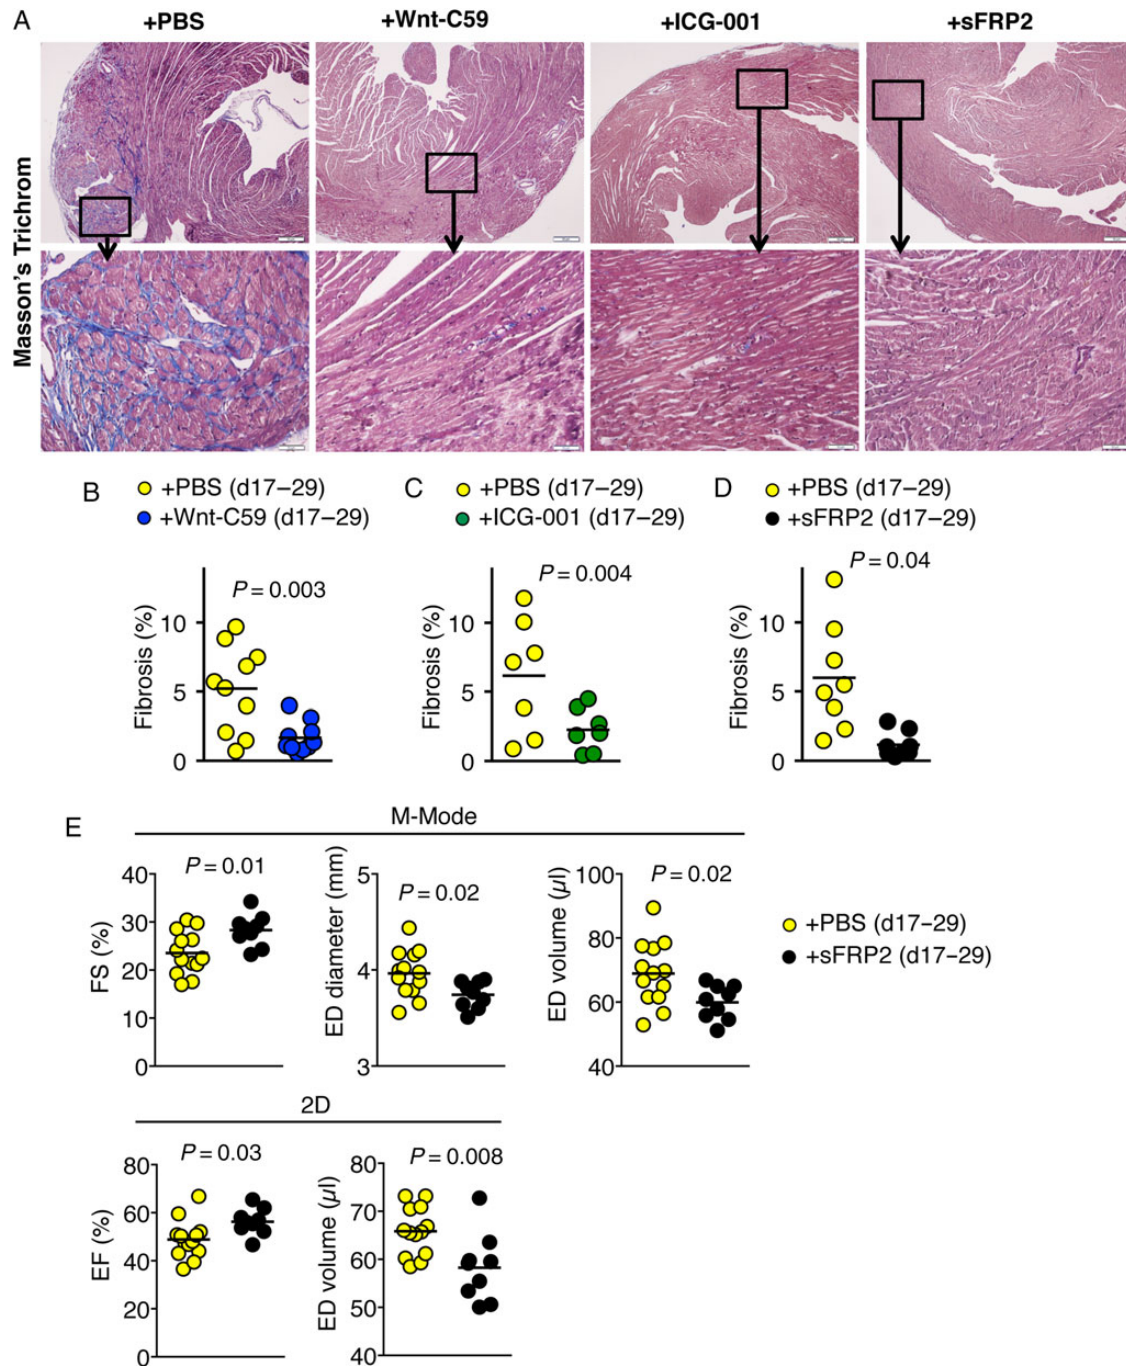 A
+PBS
+Wnt-C59
+ICG-001
+sFRP2
Masson's Trichrom
B
+PBS (d17–29)
+Wnt-C59 (d17–29)
P = 0.003
Fibrosis (%)
10
5
0
C
+PBS (d17–29)
+ICG-001 (d17–29)
P = 0.004
Fibrosis (%)
10
5
0
D
+PBS (d17–29)
+sFRP2 (d17–29)
P = 0.04
Fibrosis (%)
10
5
0
E
M-Mode
P = 0.01
FS (%)
40
30
20
10
0
P = 0.02
ED diameter (mm)
5
4
3
P = 0.02
ED volume (µl)
100
80
60
40
+PBS (d17–29)
+sFRP2 (d17–29)
2D
P = 0.03
EF (%)
80
60
40
20
0
P = 0.008
ED volume (µl)
80
70
60
50
40